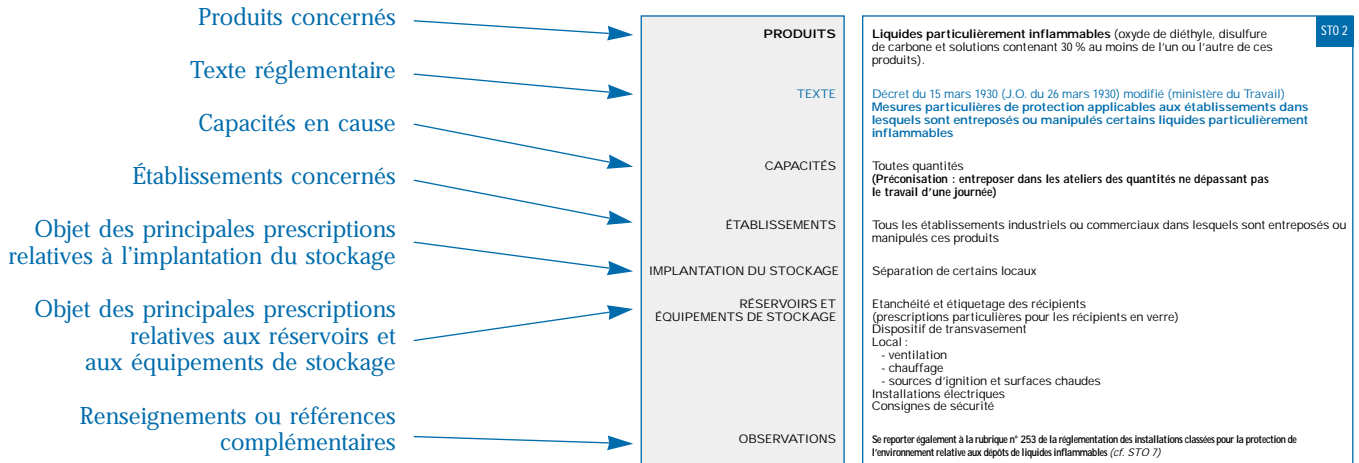 Produits concernés
Texte réglementaire
Capacités en cause
Établissements concernés
Objet des principales prescriptions
relatives à l'implantation du stockage
Objet des principales prescriptions
relatives aux réservoirs et
aux équipements de stockage
Renseignements ou références
complémentaires
PRODUITS
TEXTE
CAPACITÉS
ÉTABLISSEMENTS
IMPLANTATION DU STOCKAGE
RÉSERVOIRS ET
ÉQUIPEMENTS DE STOCKAGE
OBSERVATIONS
STO 2
Liquides particulièrement inflammables (oxyde de diéthyle, disulfure
de carbone et solutions contenant 30 % au moins de l'un ou l'autre de ces
produits).
Décret du 15 mars 1930 (J.O. du 26 mars 1930) modifié (ministère du Travail)
Mesures particulières de protection applicables aux établissements dans
lesquels sont entreposés ou manipulés certains liquides particulièrement
inflammables
Toutes quantités
(Préconisation : entreposer dans les ateliers des quantités ne dépassant pas
le travail d'une journée)
Tous les établissements industriels ou commerciaux dans lesquels sont entreposés ou
manipulés ces produits
Séparation de certains locaux
Etanchéité et étiquetage des récipients
(prescriptions particulières pour les récipients en verre)
Dispositif de transvasement
Local :
- ventilation
- chauffage
- sources d'ignition et surfaces chaudes
Installations électriques
Consignes de sécurité
Se reporter également à la rubrique n° 253 de la réglementation des installations classées pour la protection de
l'environnement relative aux dépôts de liquides inflammables (cf. STO 7)